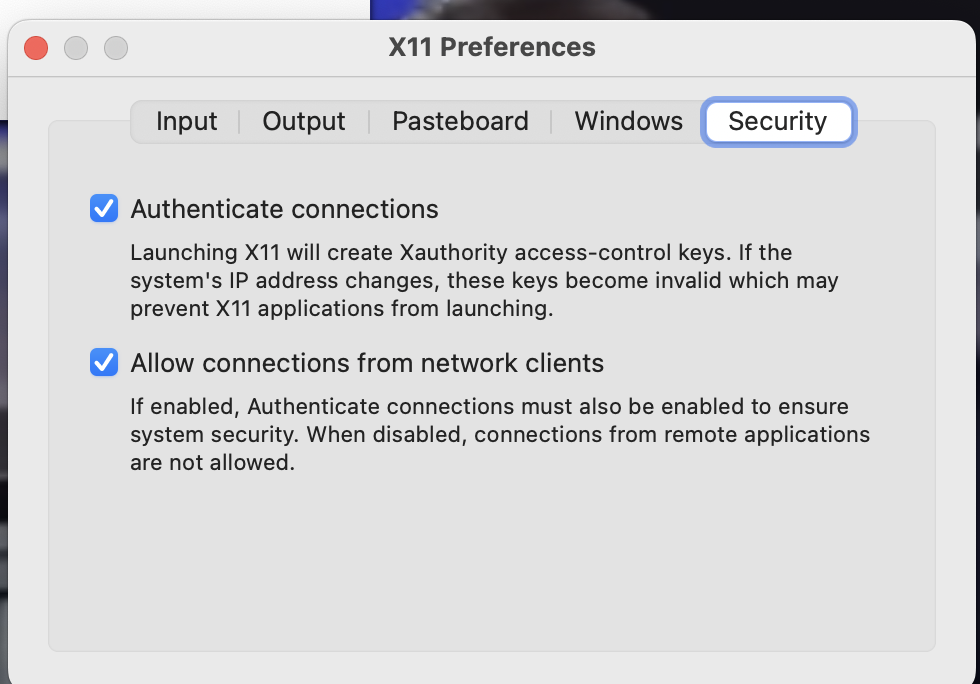 X11 Preferences
Input
Output
Pasteboard
Windows
Security
Authenticate connections
Launching X11 will create Xauthority access-control keys. If the
system's IP address changes, these keys become invalid which may
prevent X11 applications from launching.
Allow connections from network clients
If enabled, Authenticate connections must also be enabled to ensure
system security. When disabled, connections from remote applications
are not allowed.